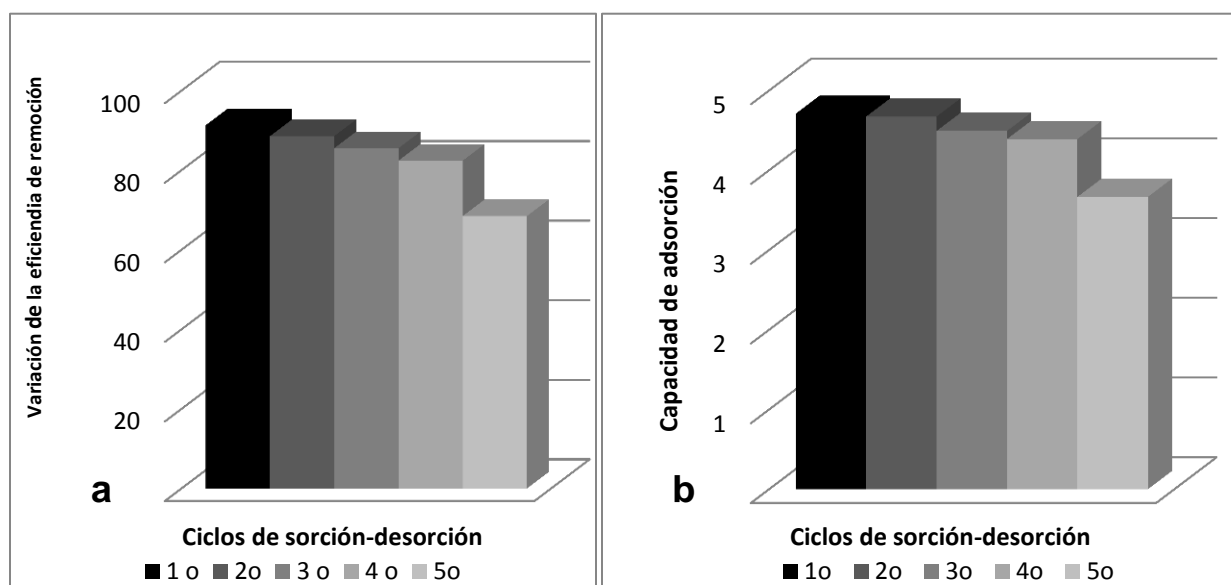 Variación de la eficiendia de remoción
100
80
60
40
20
a
Ciclos de sorción-desorción
1 o 2o 3 o 4 o 5o
Capacidad de adsorción
5
4
3
2
1
b
Ciclos de sorción-desorción
1o 2o 3o 4o 5o